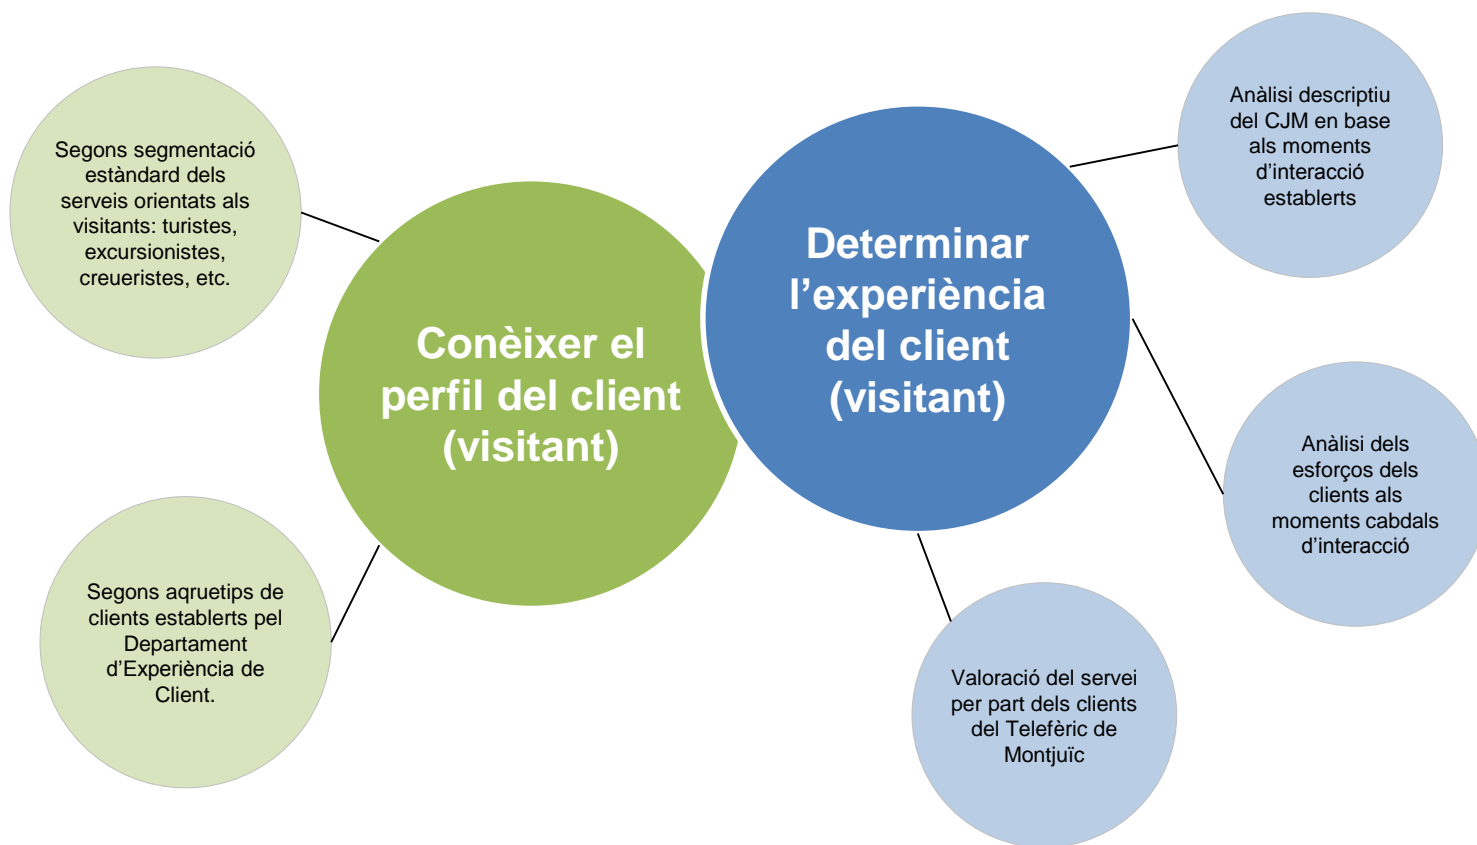 Segons segmentació
estàndard dels
serveis orientats als
visitants: turistes,
excursionistes,
creueristes, etc.
Segons aqruetips de
clients establerts pel
Departament
d’Experiència de
Client.
Conèixer el
perfil del client
(visitant)
Determinar
l’experiència
del client
(visitant)
Anàlisi descriptiu
del CJM en base
als moments
d’interacció
establerts
Anàlisi dels
esforços dels
clients als
moments cabdals
d’interacció
Valoració del servei
per part dels clients
del Telefèric de
Montjuïc